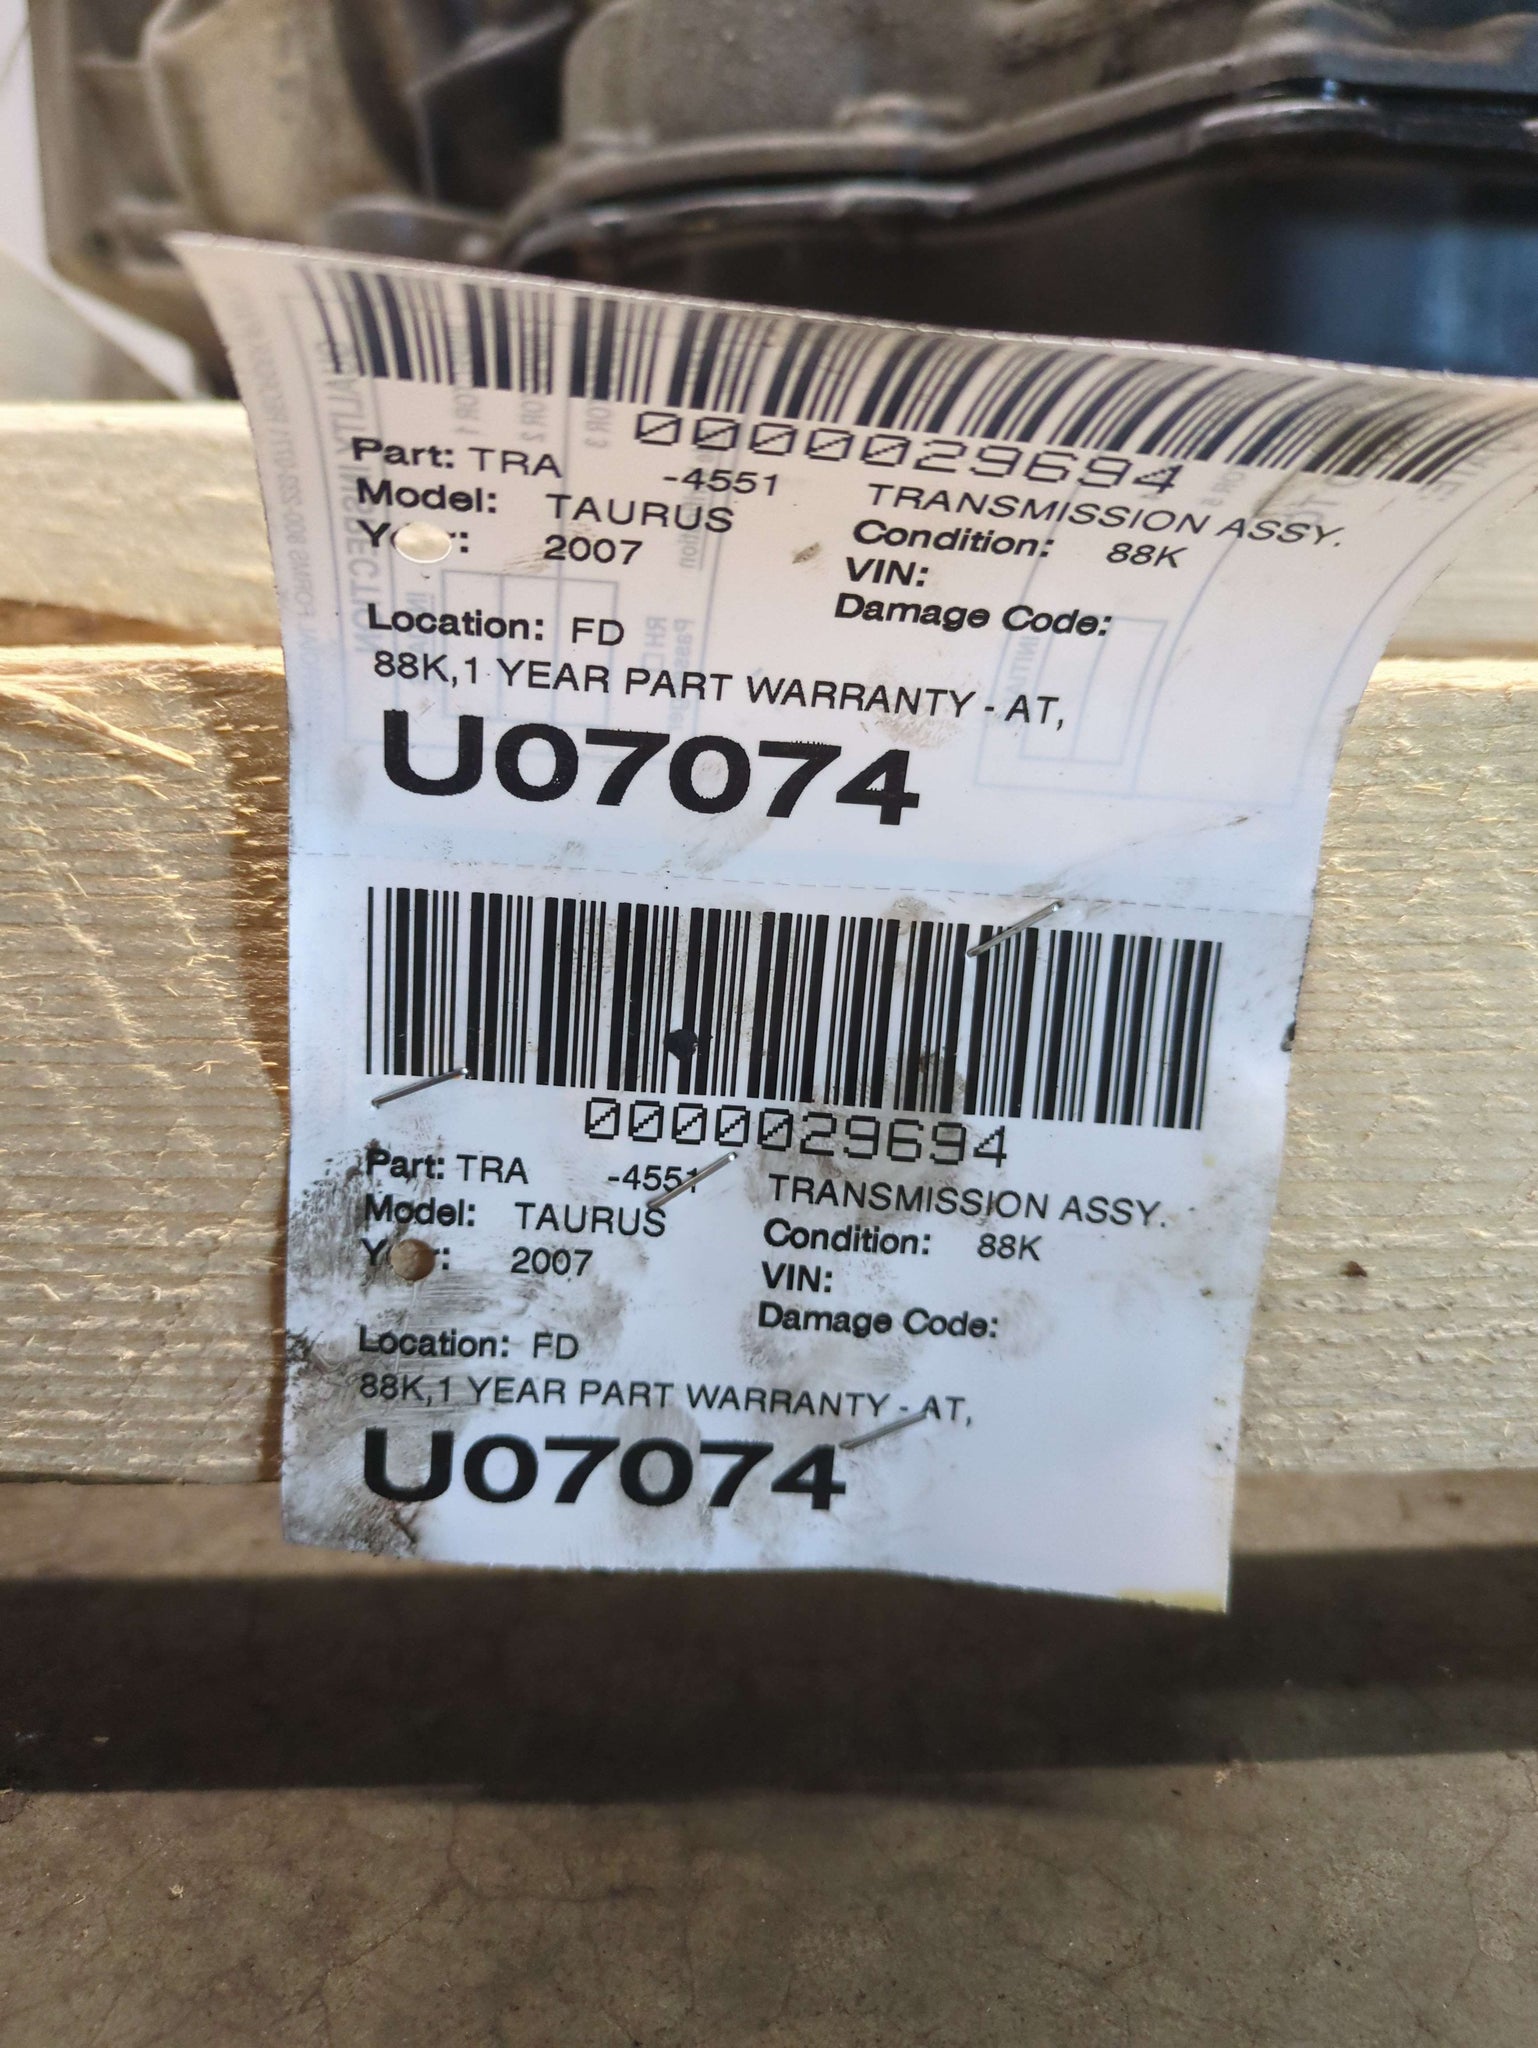 0000029694
Part: TRA -4551 TRANSMISSION ASSY.
Model: TAURUS Condition: 88K
2007 VIN:
Damage Code:
Location: FD
88K,1 YEAR PART WARRANTY - AT,
U07074
0000029694
Part: TRA -4551 TRANSMISSION ASSY.
Model: TAURUS Condition: 88K
2007 VIN:
Damage Code:
Location: FD
88K,1 YEAR PART WARRANTY - AT,
U07074